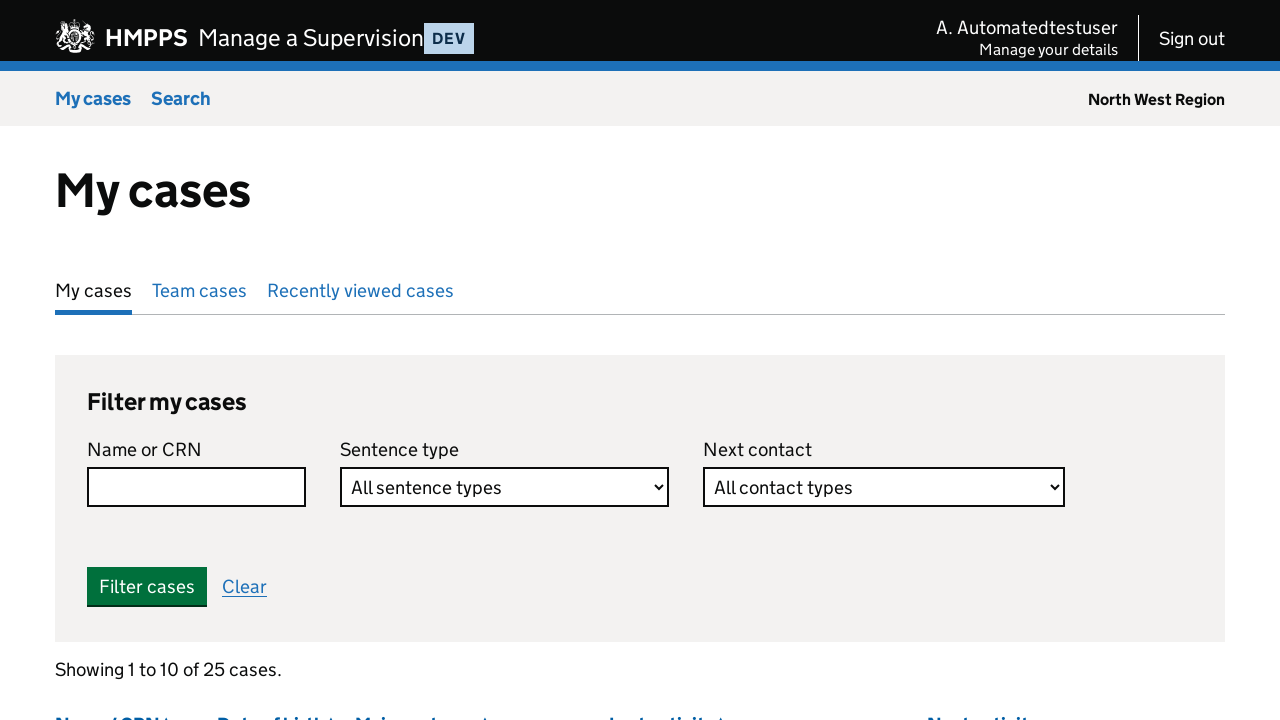 HMPPS Manage a Supervision DEV
A. Automatedtestuser
Manage your details
Sign out
My cases Search North West Region
My cases
My cases Team cases Recently viewed cases
Filter my cases
Name or CRN Sentence type Next contact
All sentence types All contact types
Filter cases Clear
Showing 1 to 10 of 25 cases.